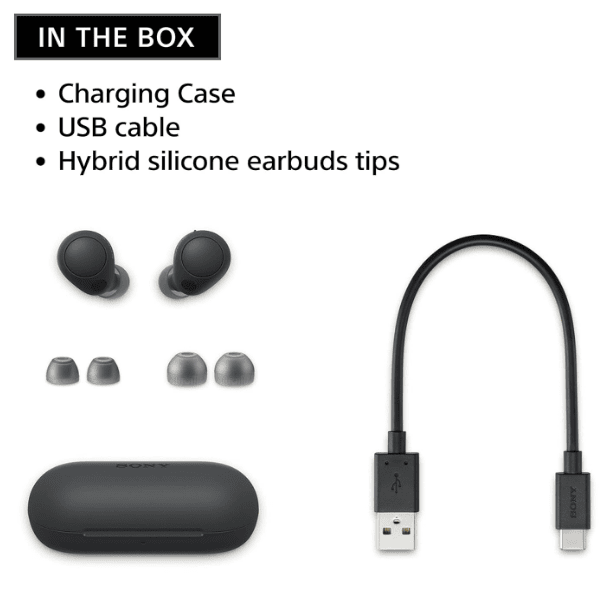 IN THE BOX
• Charging Case
• USB cable
• Hybrid silicone earbuds tips
SONY
SONY